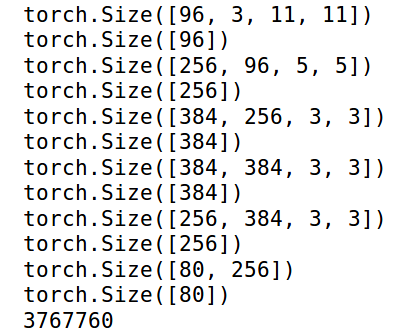 torch.Size([96, 3, 11, 11])
torch.Size([96])
torch.Size([256, 96, 5, 5])
torch.Size([256])
torch.Size([384, 256, 3, 3])
torch.Size([384])
torch.Size([384, 384, 3, 3])
torch.Size([384])
torch.Size([256, 384, 3, 3])
torch.Size([256])
torch.Size([80, 256])
torch.Size([80])
3767760